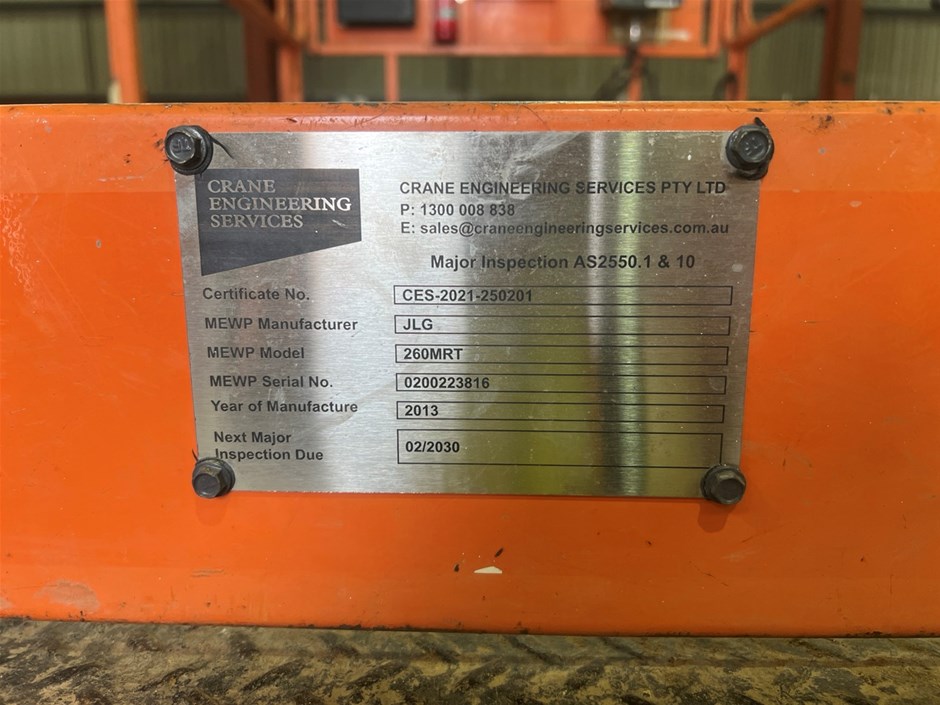 CRANE
ENGINEERING
SERVICES
CRANE ENGINEERING SERVICES PTY LTD
P: 1300 008 838
E: sales@craneengineeringservices.com.au
Major Inspection AS2550.1 & 10
Certificate No. CES-2021-250201
MEWP Manufacturer JLG
MEWP Model 260MRT
MEWP Serial No. 0200223816
Year of Manufacture 2013
Next Major
Inspection Due 02/2030